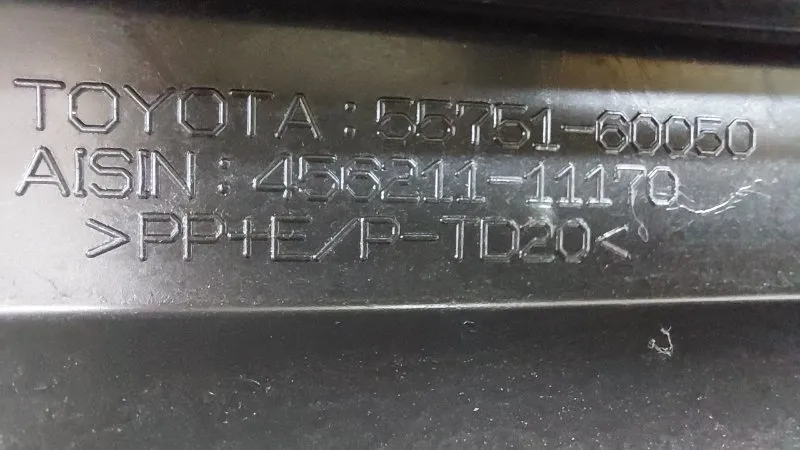 TOYOTA : 55751-60050
AISIN : 456211-11170
>PP+E/P-TD20<